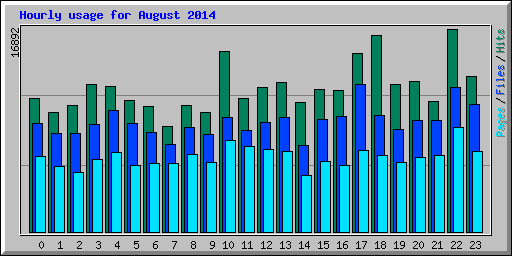 Hourly usage for August 2014
16892
Pages/Files/Hits
0 1 2 3 4 5 6 7 8 9 10 11 12 13 14 15 16 17 18 19 20 21 22 23